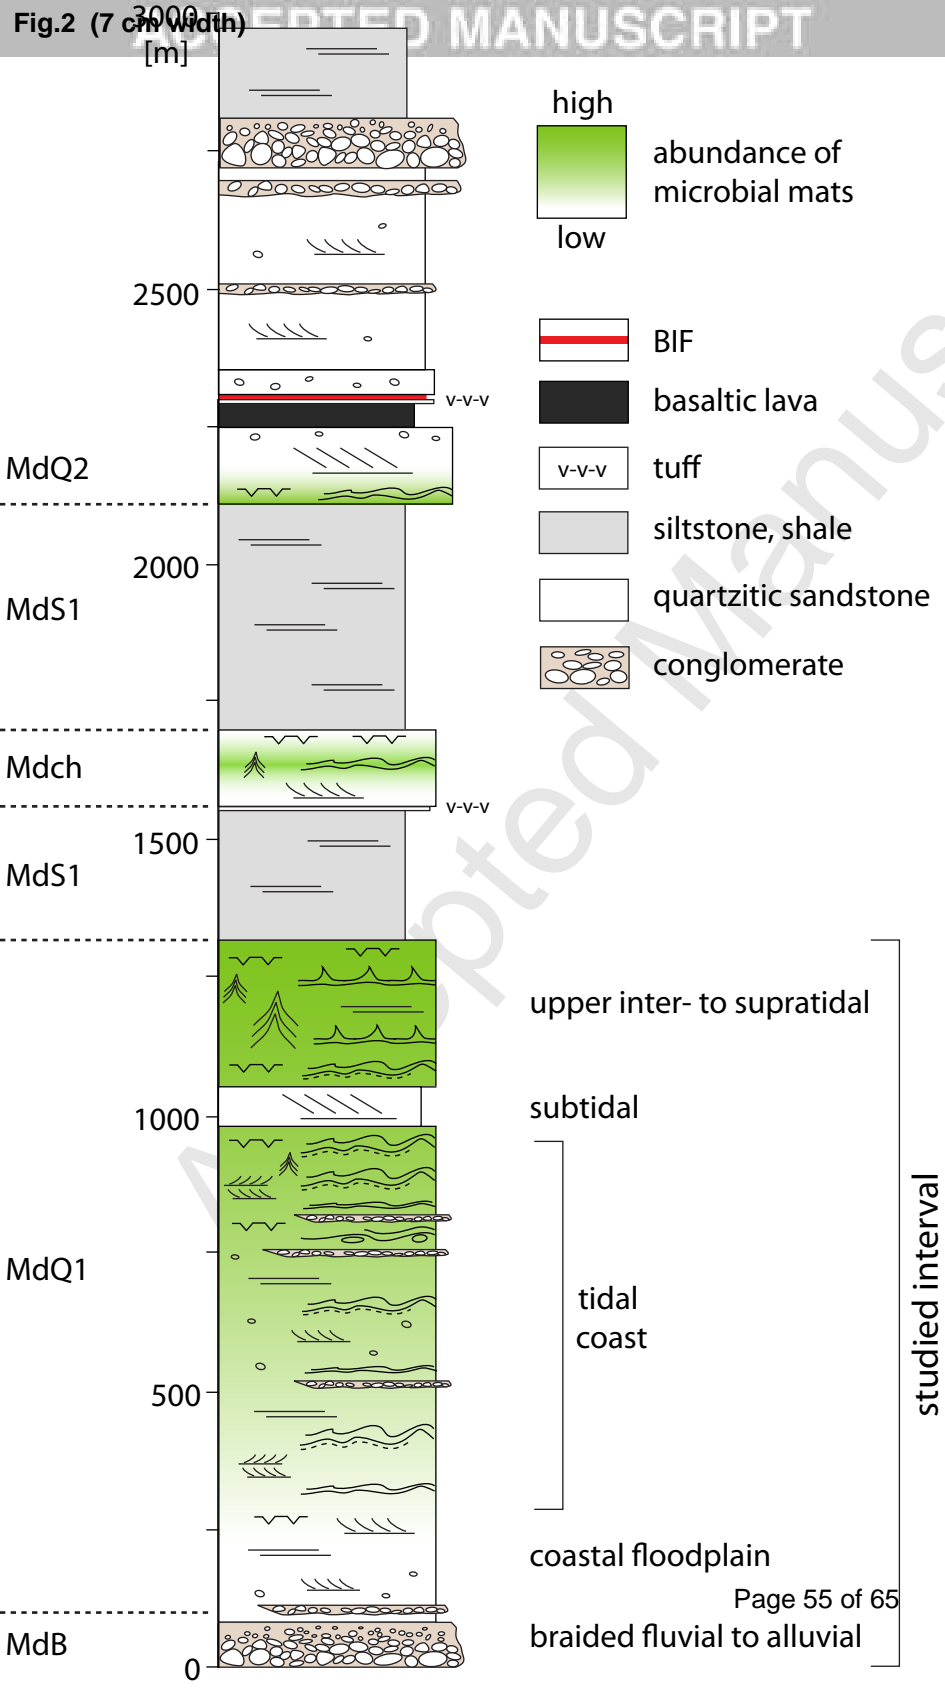 Fig.2 (7 cm width)
ACCEPTED MANUSCRIPT
3000
[m]
high
abundance of
microbial mats
low
2500
BIF
v-v-v
basaltic lava
MdQ2
v-v-v
tuff
siltstone, shale
2000
MdS1
quartzitic sandstone
conglomerate
Mdch
v-v-v
1500
MdS1
upper inter- to supratidal
subtidal
1000
MdQ1
tidal
coast
studied interval
500
coastal floodplain
Page 55 of 65
braided fluvial to alluvial
MdB
0
Accepted Manus